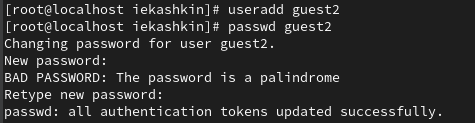 [root@localhost iekashkin]# useradd guest2
[root@localhost iekashkin]# passwd guest2
Changing password for user guest2.
New password:
BAD PASSWORD: The password is a palindrome
Retype new password:
passwd: all authentication tokens updated successfully.